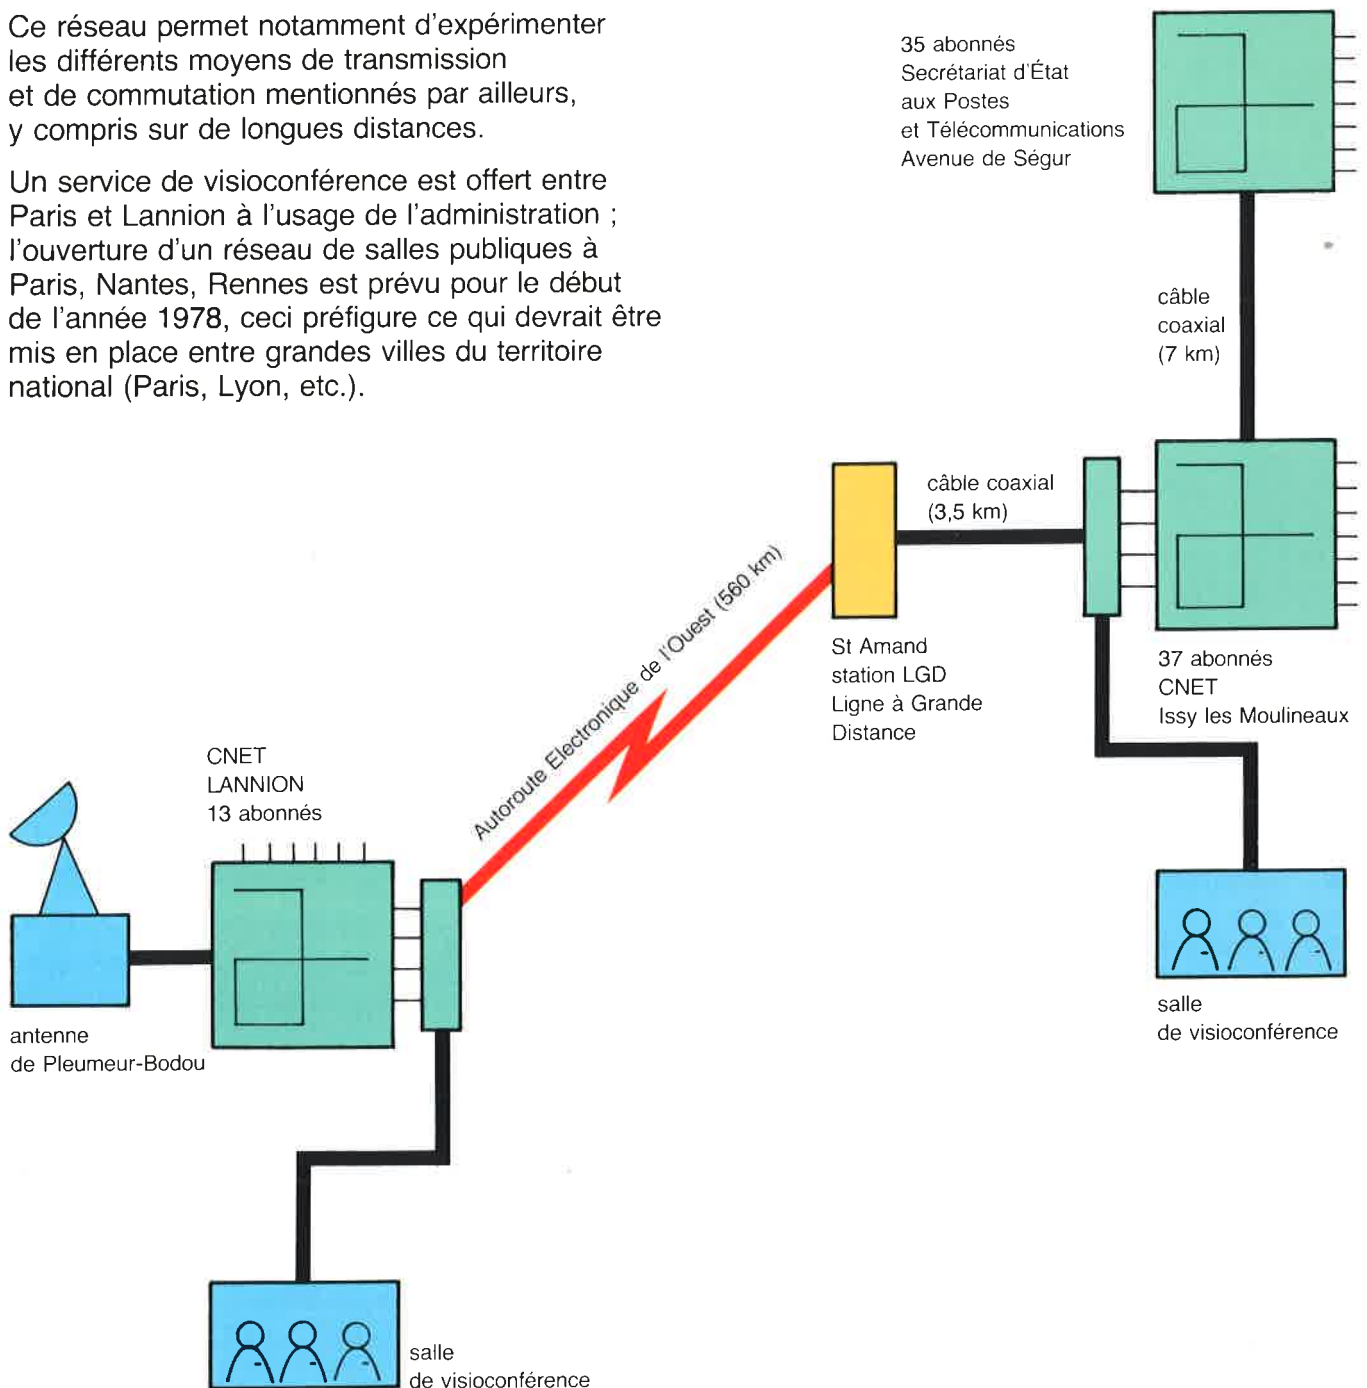 Ce réseau permet notamment d'expérimenter
les différents moyens de transmission
et de commutation mentionnés par ailleurs,
y compris sur de longues distances.
Un service de visioconférence est offert entre
Paris et Lannion à l'usage de l'administration ;
l'ouverture d'un réseau de salles publiques à
Paris, Nantes, Rennes est prévu pour le début
de l'année 1978, ceci préfigure ce qui devrait être
mis en place entre grandes villes du territoire
national (Paris, Lyon, etc.).
35 abonnés
Secrétariat d'État
aux Postes
et Télécommunications
Avenue de Ségur
câble
coaxial
(7 km)
câble coaxial
(3,5 km)
Autoroute Electronique de l'Ouest (560 km)
St Amand
station LGD
Ligne à Grande
Distance
37 abonnés
CNET
Issy les Moulineaux
CNET
LANNION
13 abonnés
antenne
de Pleumeur-Bodou
salle
de visioconférence
salle
de visioconférence